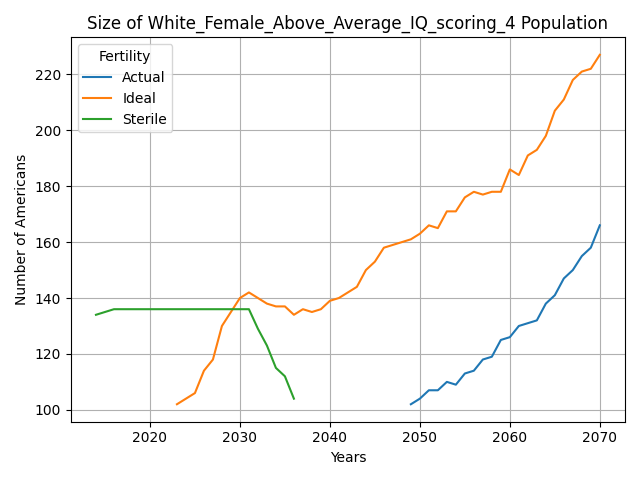 Size of White_Female_Above_Average_IQ_scoring_4 Population
Fertility
Actual
Ideal
Sterile
Number of Americans
220
200
180
160
140
120
100
2020 2030 2040 2050 2060 2070
Years